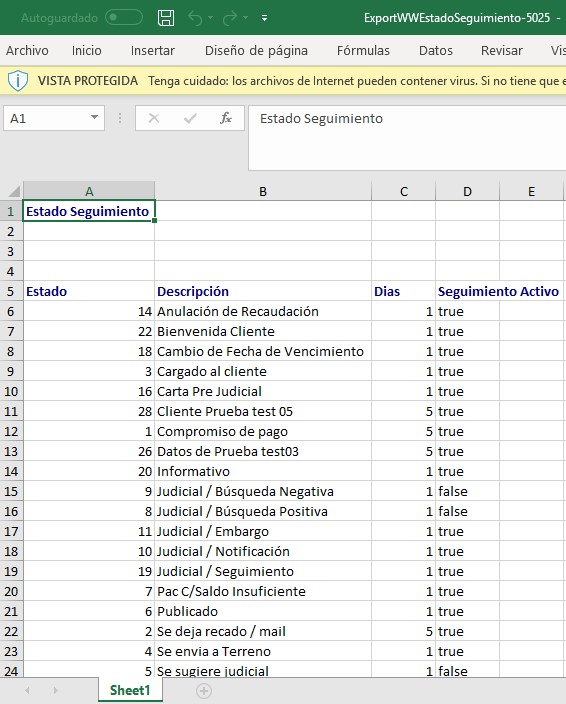 Autoguardado ExportWWEstadoSeguimiento-5025 -
Archivo Inicio Insertar Diseño de página Fórmulas Datos Revisar Vis
VISTA PROTEGIDA Tenga cuidado: los archivos de Internet pueden contener virus. Si no tiene que e
A1 fx Estado Seguimiento
A B C D E
1 Estado Seguimiento
2
3
4
5 Estado Descripción Dias Seguimiento Activo
6 14 Anulación de Recaudación 1 true
7 22 Bienvenida Cliente 1 true
8 18 Cambio de Fecha de Vencimiento 1 true
9 3 Cargado al cliente 1 true
10 16 Carta Pre Judicial 1 true
11 28 Cliente Prueba test 05 5 true
12 1 Compromiso de pago 5 true
13 26 Datos de Prueba test03 5 true
14 20 Informativo 1 true
15 9 Judicial / Búsqueda Negativa 1 false
16 8 Judicial / Búsqueda Positiva 1 false
17 11 Judicial / Embargo 1 true
18 10 Judicial / Notificación 1 true
19 19 Judicial / Seguimiento 1 true
20 7 Pac C/Saldo Insuficiente 1 true
21 6 Publicado 1 true
22 2 Se deja recado / mail 5 true
23 4 Se envia a Terreno 1 true
24 5 Se sugiere judicial 1 false
Sheet1